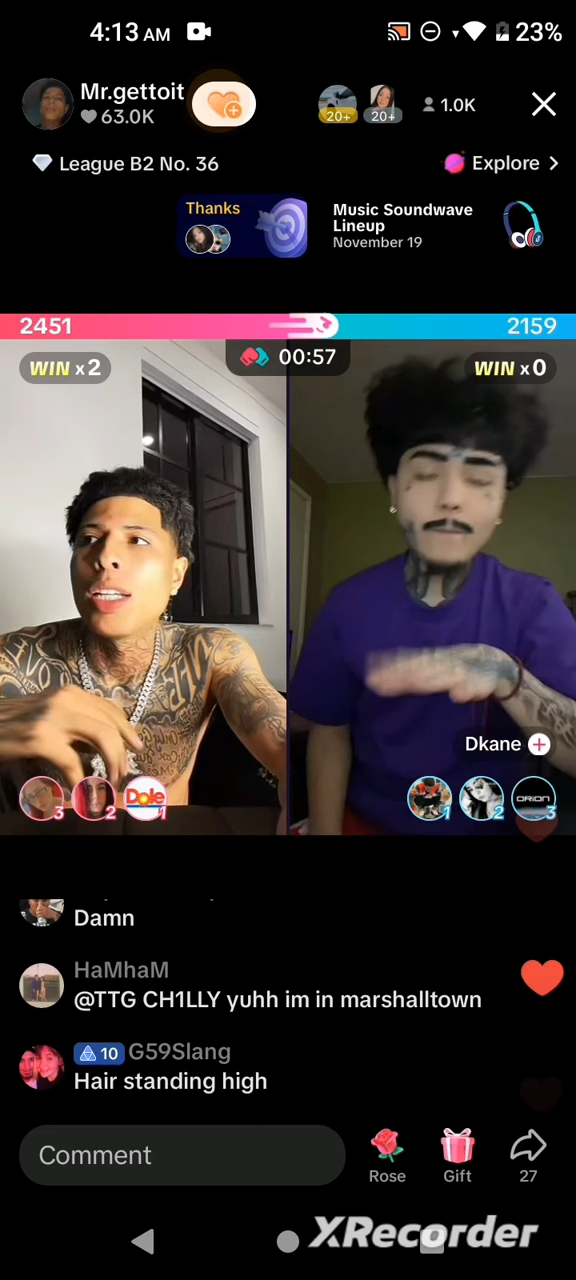 4:13 AM
23%
Mr.gettoit
63.0K
20+
20+
1.0K
League B2 No. 36
Explore >
Thanks
Music Soundwave
Lineup
November 19
2451
2159
WIN x2
00:57
WIN x0
Dkane
3
2
Dole
1
1
2
ORION
3
Damn
HaMhaM
@TTG CH1LLY yuhh im in marshalltown
10 G59Slang
Hair standing high
Comment
Rose
Gift
27
XRecorder